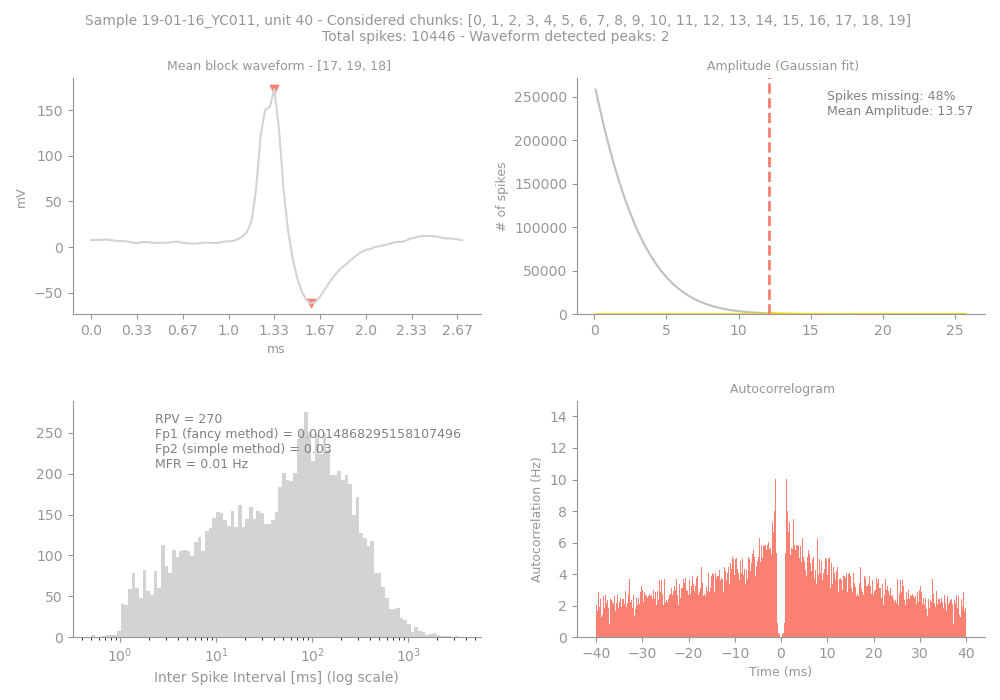 Sample 19-01-16_YC011, unit 40 - Considered chunks: [0, 1, 2, 3, 4, 5, 6, 7, 8, 9, 10, 11, 12, 13, 14, 15, 16, 17, 18, 19]
Total spikes: 10446 - Waveform detected peaks: 2
Mean block waveform - [17, 19, 18]
150
100
50
0
−50
mV
0.0 0.33 0.67 1.0 1.33 1.67 2.0 2.33 2.67
ms
Amplitude (Gaussian fit)
Spikes missing: 48%
Mean Amplitude: 13.57
250000
200000
150000
100000
50000
0
# of spikes
0 5 10 15 20 25
RPV = 270
Fp1 (fancy method) = 0.0014868295158107496
Fp2 (simple method) = 0.03
MFR = 0.01 Hz
250
200
150
100
50
0
10⁰ 10¹ 10² 10³
Inter Spike Interval [ms] (log scale)
Autocorrelogram
14
12
10
8
6
4
2
0
Autocorrelation (Hz)
−40 −30 −20 −10 0 10 20 30 40
Time (ms)